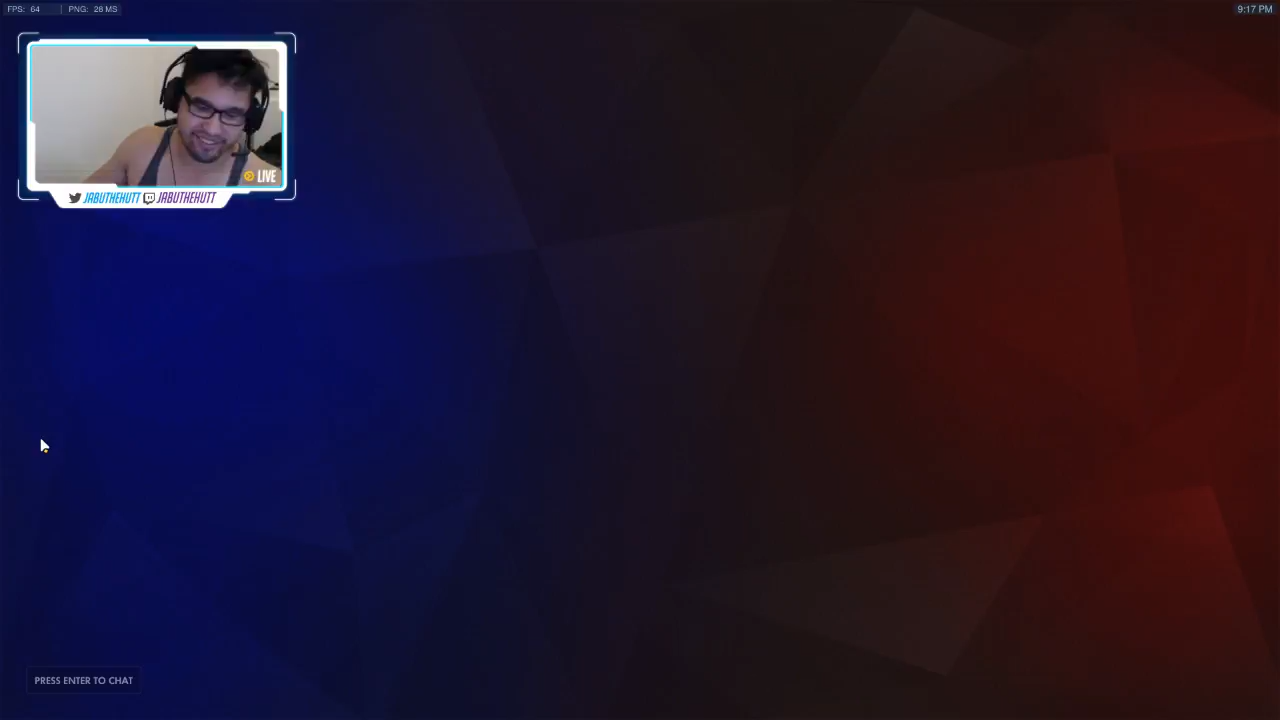 FPS: 64 | PNG: 28 MS
9:17 PM
LIVE
JABUTHEHUTT JABUTHEHUTT
PRESS ENTER TO CHAT